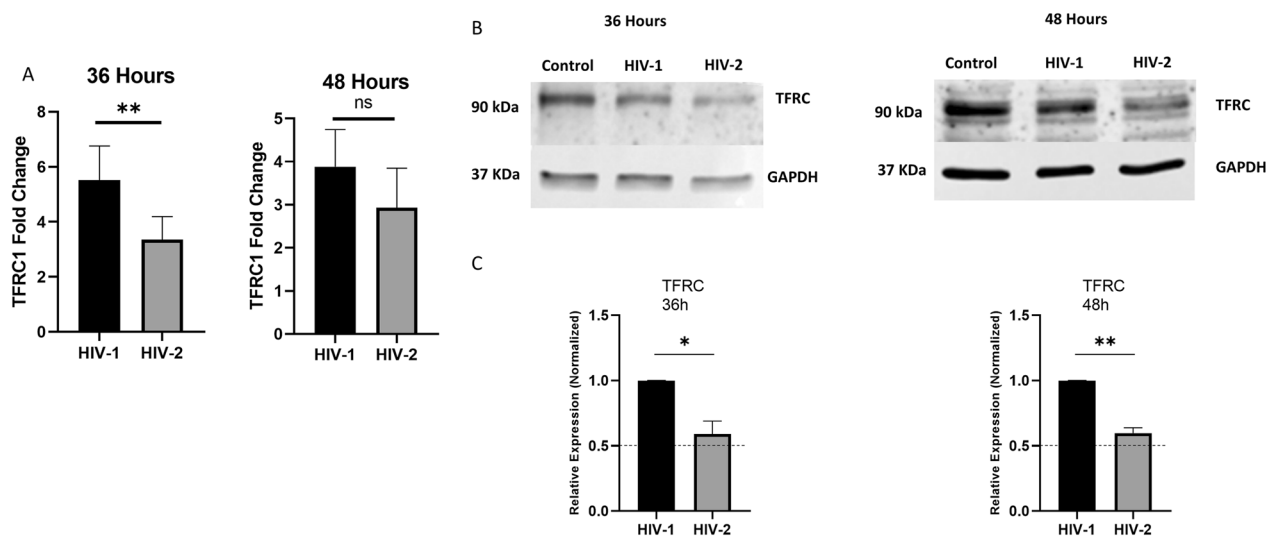 A
36 Hours
**
TFRC1 Fold Change
8
6
4
2
0
HIV-1 HIV-2
48 Hours
ns
TFRC1 Fold Change
5
4
3
2
1
0
HIV-1 HIV-2
B
36 Hours
Control HIV-1 HIV-2
90 kDa TFRC
37 KDa GAPDH
48 Hours
Control HIV-1 HIV-2
90 kDa TFRC
37 KDa GAPDH
C
TFRC
36h
*
Relative Expression (Normalized)
1.5
1.0
0.5
0.0
HIV-1 HIV-2
TFRC
48h
**
Relative Expression (Normalized)
1.5
1.0
0.5
0.0
HIV-1 HIV-2